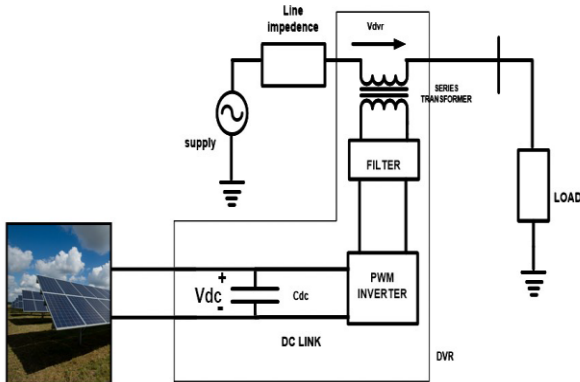 Line
impedence
Vdvr
SERIES
TRANSFORMER
supply
FILTER
LOAD
Vdc
+
-
Cdc
PWM
INVERTER
DC LINK
DVR